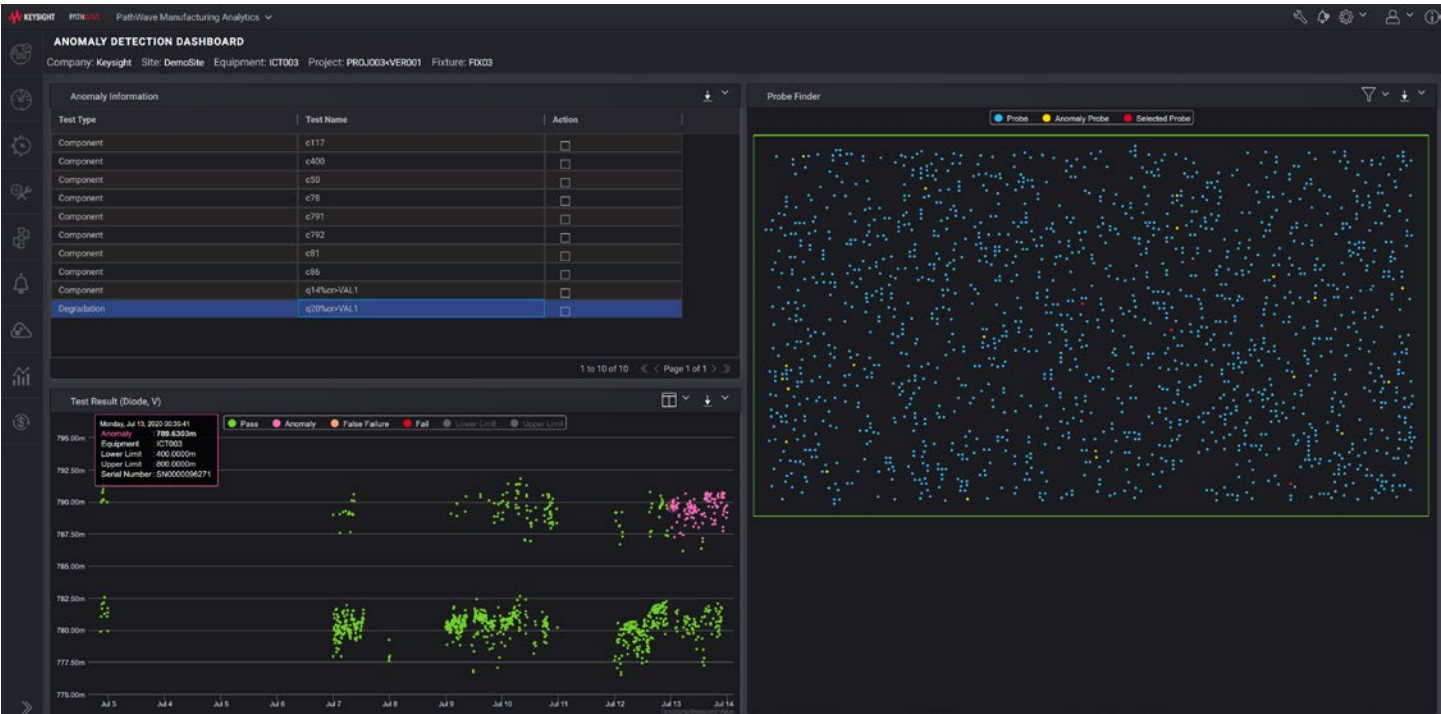 KEYSIGHT PATHWAVE PathWave Manufacturing Analytics
ANOMALY DETECTION DASHBOARD
Company: Keysight Site: DemoSite Equipment: ICT003 Project: PROJ003<VER001 Fixture: FIX03
Anomaly Information
Test Type Test Name Action
Component c117
Component c400
Component c50
Component c78
Component c791
Component c792
Component c81
Component c86
Component q14%cr>VAL1
Degradation q20%cr>VAL1
1 to 10 of 10 Page 1 of 1
Test Result (Diode, V)
Pass Anomaly False Failure Fail Lower Limit Upper Limit
Monday, Jul 13, 2020 00:35:41
Anomaly : 789.6303m
Equipment : ICT003
Lower Limit : 400.0000m
Upper Limit : 800.0000m
Serial Number : SN0000096271
795.00m
792.50m
790.00m
787.50m
785.00m
782.50m
780.00m
777.50m
775.00m
Jul 3 Jul 4 Jul 5 Jul 6 Jul 7 Jul 8 Jul 9 Jul 10 Jul 11 Jul 12 Jul 13 Jul 14
Probe Finder
Probe Anomaly Probe Selected Probe